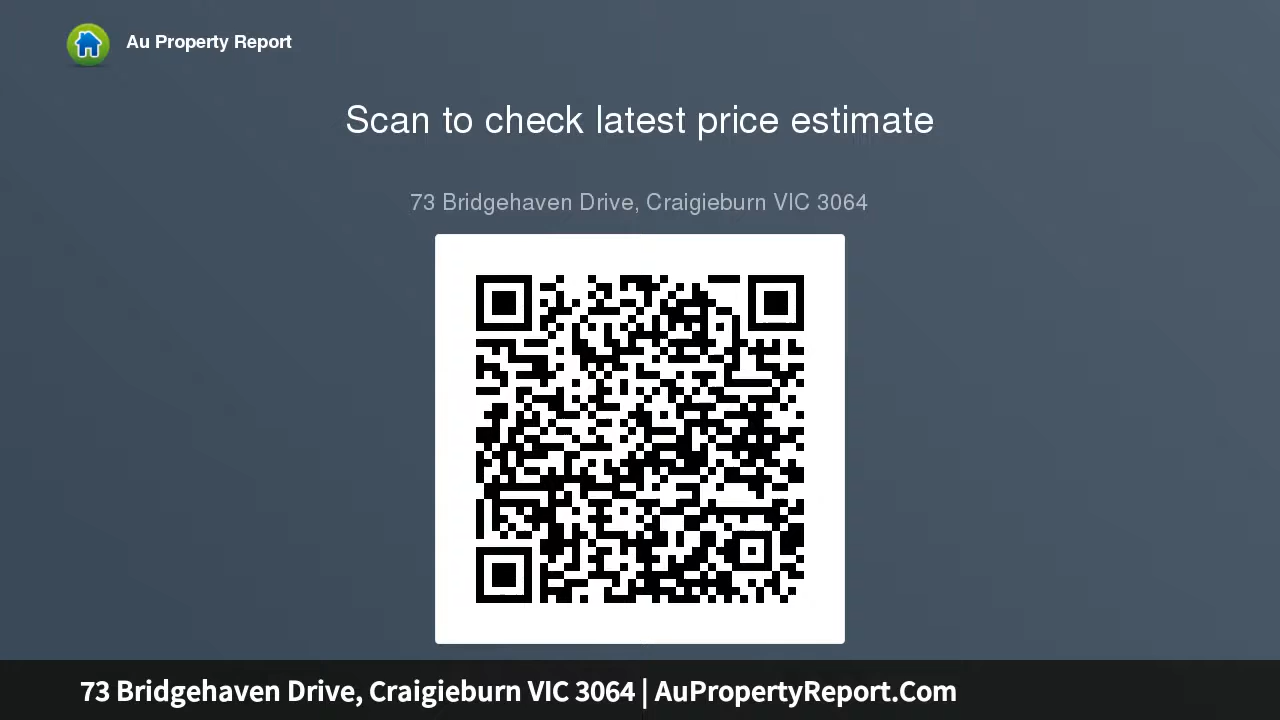 Au Property Report
Scan to check latest price estimate
73 Bridgehaven Drive, Craigieburn VIC 3064
73 Bridgehaven Drive, Craigieburn VIC 3064 | AuPropertyReport.Com